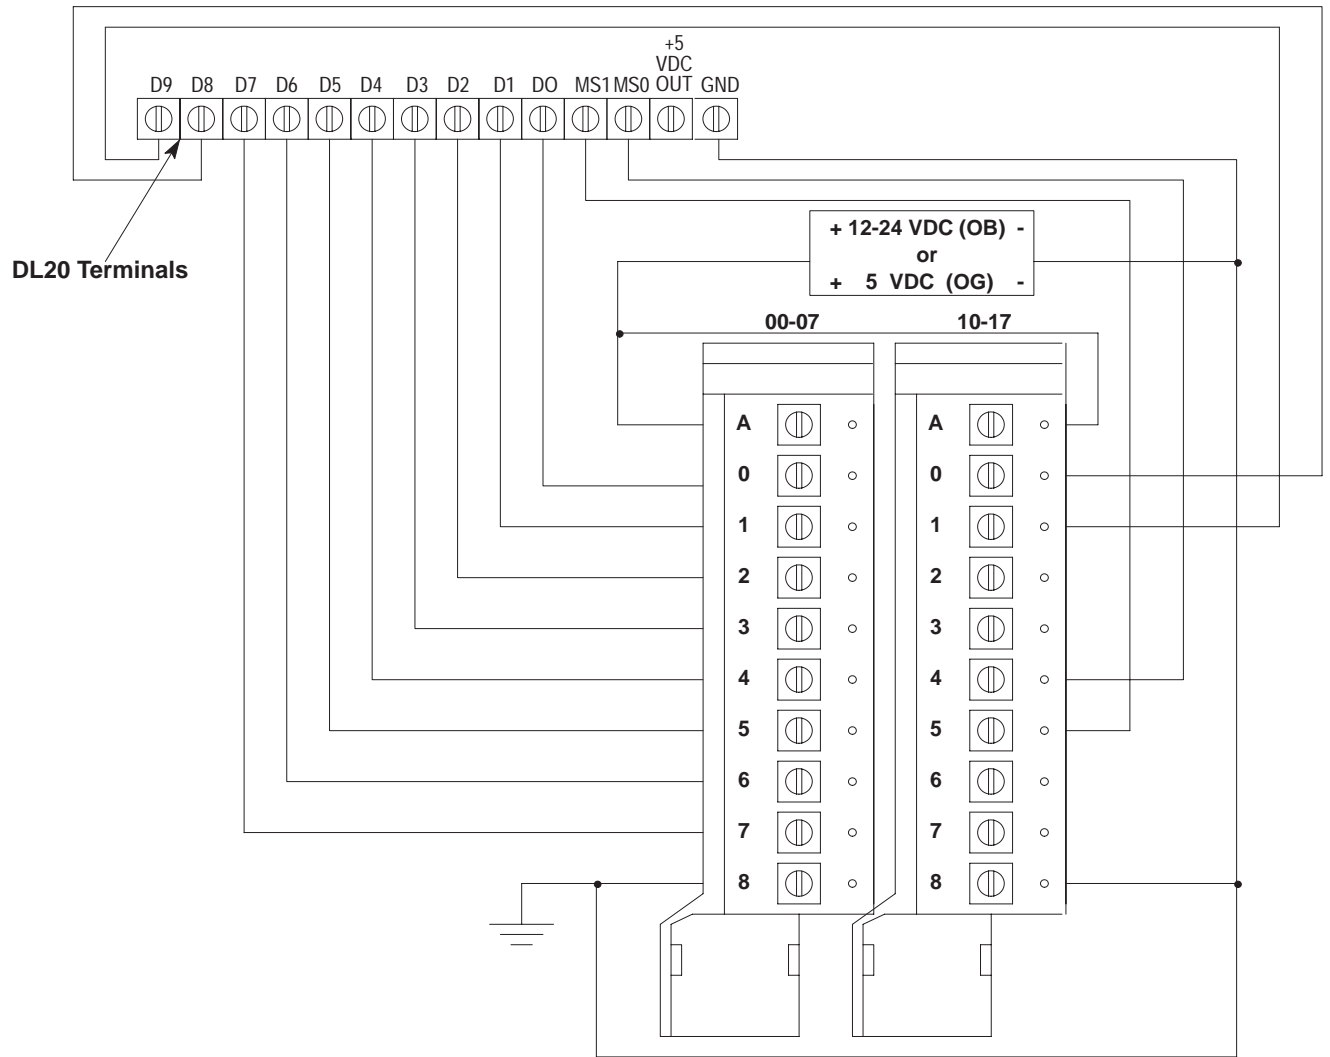 +5
VDC
OUT
D9 D8 D7 D6 D5 D4 D3 D2 D1 DO MS1 MS0 GND
DL20 Terminals
+ 12-24 VDC (OB) -
or
+ 5 VDC (OG) -
00-07 10-17
A A
0 0
1 1
2 2
3 3
4 4
5 5
6 6
7 7
8 8